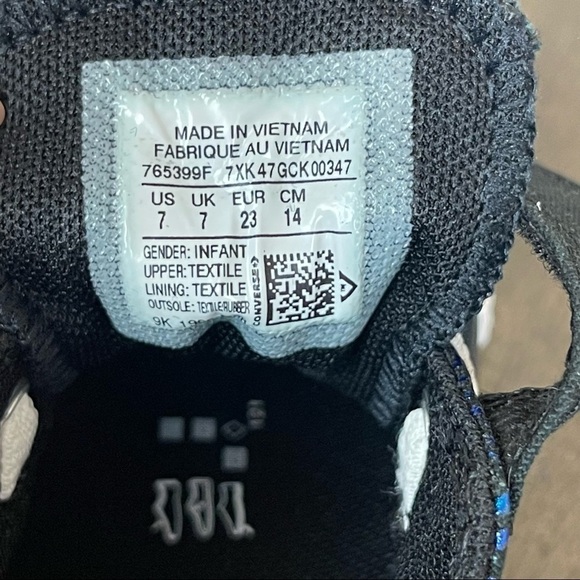 MADE IN VIETNAM
FABRIQUE AU VIETNAM
765399F 7XK47GCK00347
US UK EUR CM
7 7 23 14
GENDER: INFANT
UPPER: TEXTILE
LINING: TEXTILE
OUTSOLE: TEXTILE/RUBBER
9K
CONVERSE